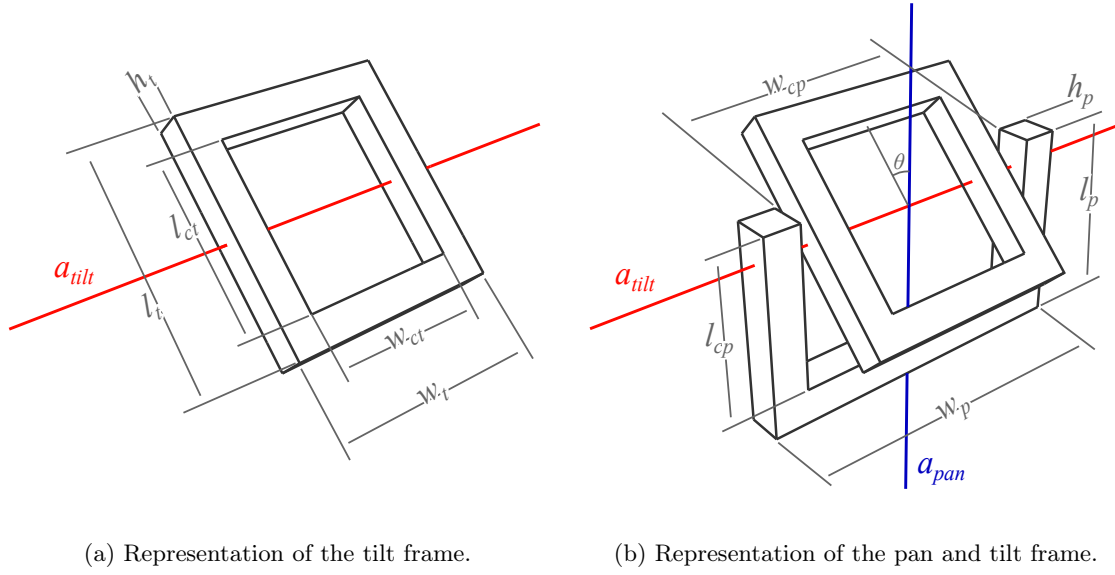 h_t
l_ct
a_tilt
l_t
w_ct
w_t
w_cp
h_p
θ
l_p
a_tilt
l_cp
w_p
a_pan
(a) Representation of the tilt frame.
(b) Representation of the pan and tilt frame.